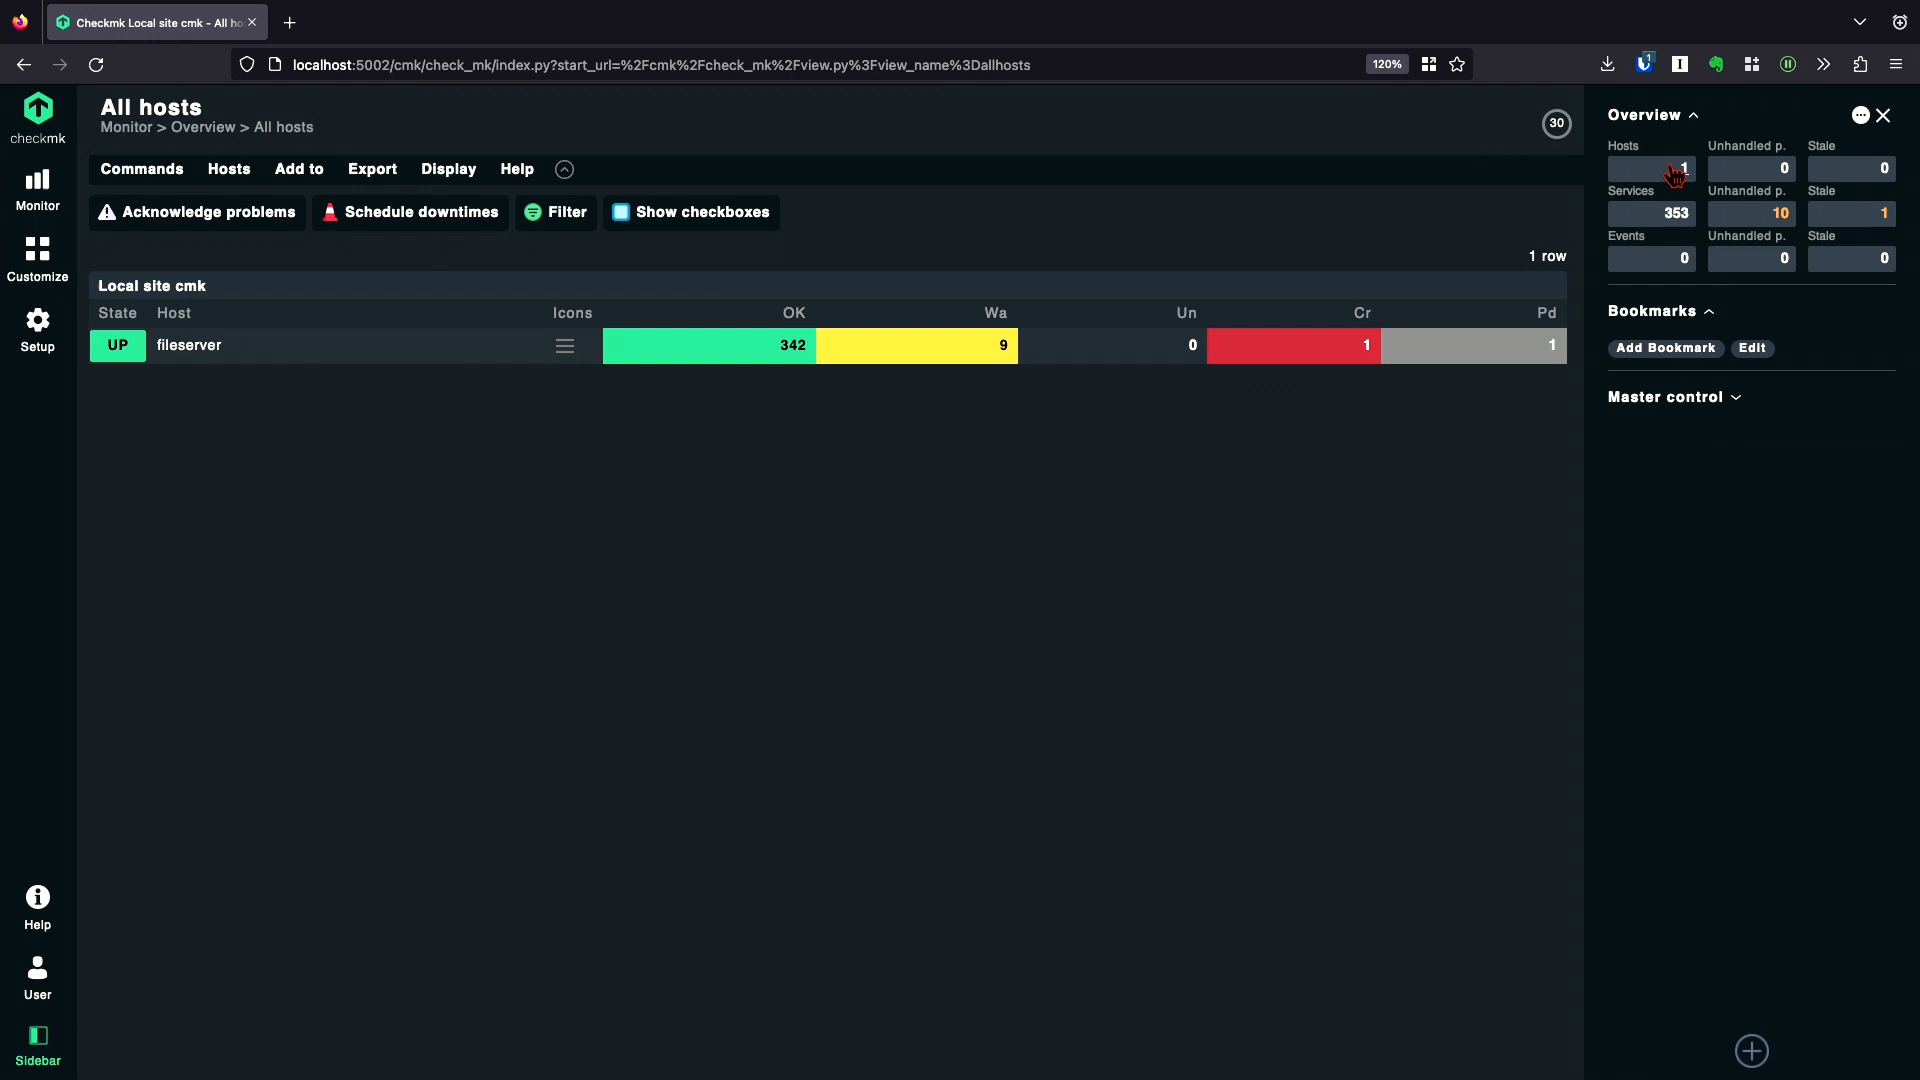 Checkmk Local site cmk - All ho
localhost:5002/cmk/check_mk/index.py?start_url=%2Fcmk%2Fcheck_mk%2Fview.py%3Fview_name%3Dallhosts
120%
1
I
checkmk
Monitor
Customize
Setup
Help
User
Sidebar
All hosts
Monitor > Overview > All hosts
30
Commands Hosts Add to Export Display Help
Acknowledge problems Schedule downtimes Filter Show checkboxes
1 row
Local site cmk
State Host Icons OK Wa Un Cr Pd
UP fileserver 342 9 0 1 1
Overview
Hosts Unhandled p. Stale
1 0 0
Services Unhandled p. Stale
353 10 1
Events Unhandled p. Stale
0 0 0
Bookmarks
Add Bookmark Edit
Master control